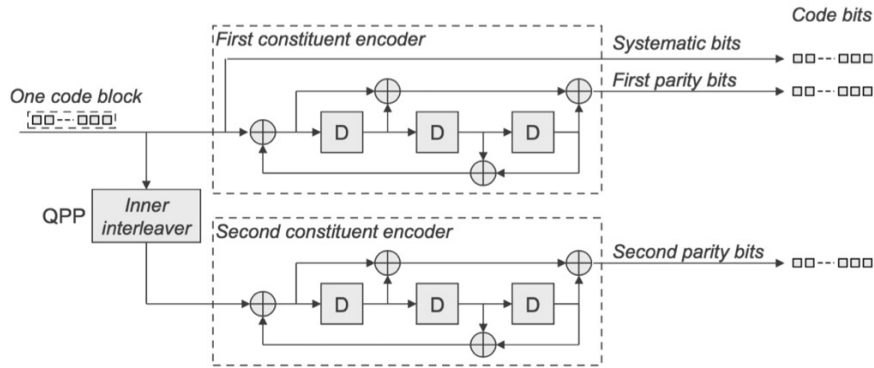 Code bits
First constituent encoder
Systematic bits
First parity bits
One code block
D
D
D
QPP
Inner
interleaver
Second constituent encoder
Second parity bits
D
D
D